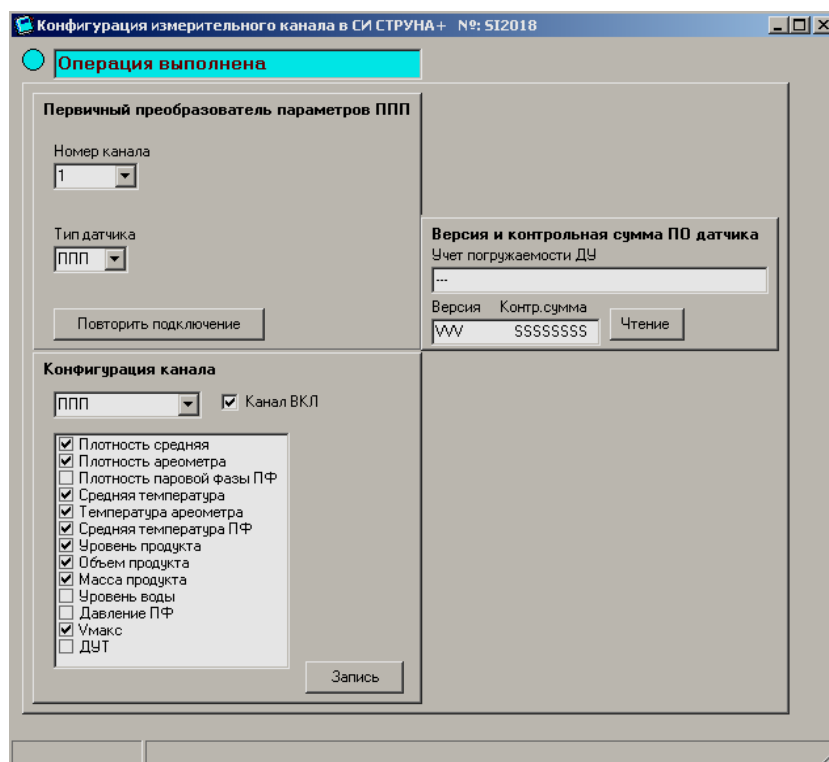 Конфигурация измерительного канала в СИ СТРУНА+ №: SI2018
Операция выполнена
Первичный преобразователь параметров ППП
Номер канала
1
Тип датчика
ППП
Повторить подключение
Версия и контрольная сумма ПО датчика
Учет погружаемости ДУ
---
Версия Контр.сумма
VVV SSSSSSSS
Чтение
Конфигурация канала
ППП
Канал ВКЛ
Плотность средняя
Плотность ареометра
Плотность паровой фазы ПФ
Средняя температура
Температура ареометра
Средняя температура ПФ
Уровень продукта
Объем продукта
Масса продукта
Уровень воды
Давление ПФ
Vмакс
ДУТ
Запись